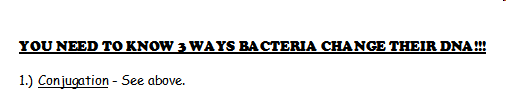 YOU NEED TO KNOW 3 WAYS BACTERIA CHANGE THEIR DNA!!!
1.) Conjugation - See above.